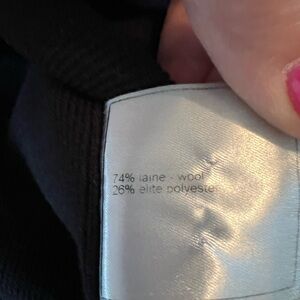 74% laine - wool
26% elite polyester